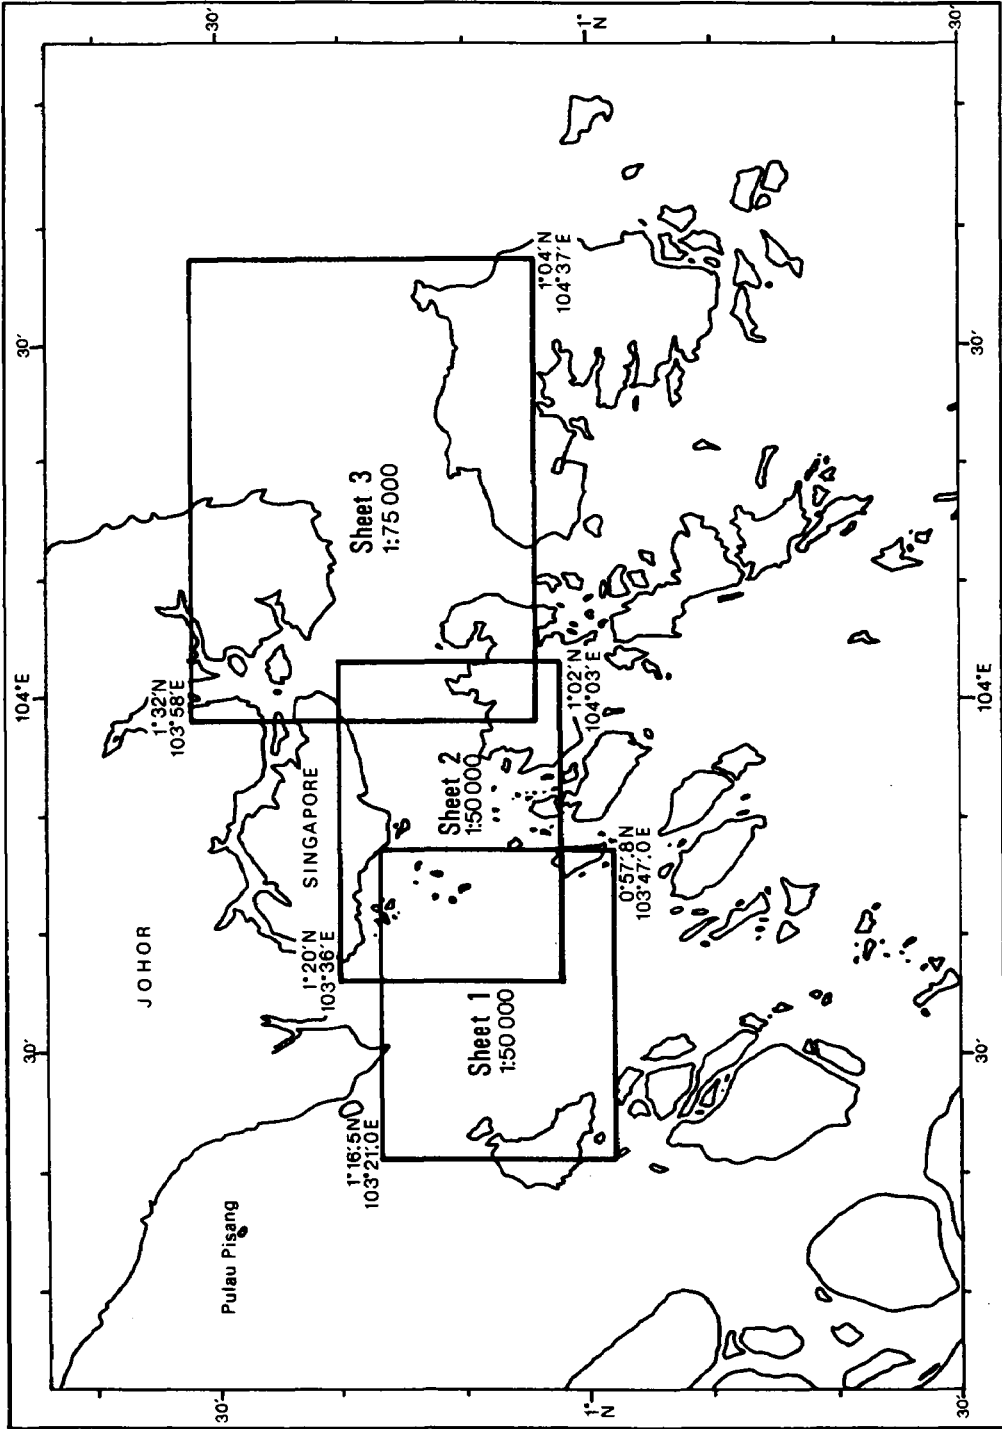 30'
104°E
30'
30'
1°
N
30'
1°32'N
103°58'E
JOHOR
SINGAPORE
Sheet 3
1:75 000
1°04'N
104°37'E
1°20'N
103°36'E
Sheet 2
1:50 000
1°02'N
104°03'E
Pulau Pisang
1°16'.5N
103°21'.0E
Sheet 1
1:50 000
0°57'.8N
103°47'.0E
30'
1°
N
30'
30'
104°E
30'